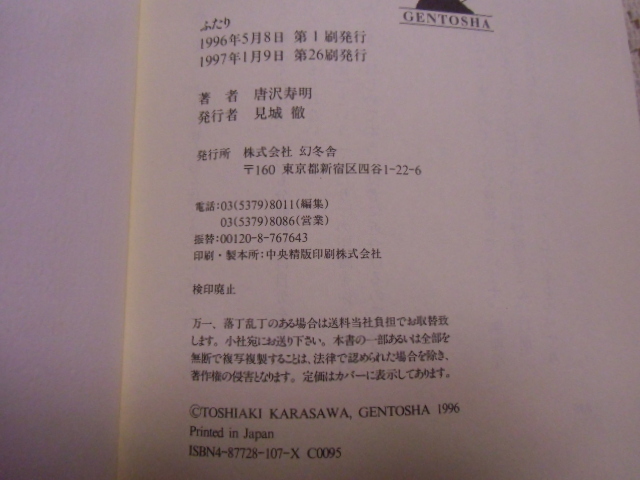 GENTOSHA
ふたり
1996年5月8日 第1刷発行
1997年1月9日 第26刷発行
著 者 唐沢寿明
発行者 見城 徹
発行所 株式会社 幻冬舎
〒160 東京都新宿区四谷1-22-6
電話:03(5379)8011(編集)
03(5379)8086(営業)
振替:00120-8-767643
印刷・製本所:中央精版印刷株式会社
検印廃止
万一、落丁乱丁のある場合は送料当社負担でお取替致
します。小社宛にお送り下さい。本書の一部あるいは全部を
無断で複写複製することは、法律で認められた場合を除き、
著作権の侵害となります。定価はカバーに表示してあります。
©TOSHIAKI KARASAWA, GENTOSHA 1996
Printed in Japan
ISBN4-87728-107-X C0095